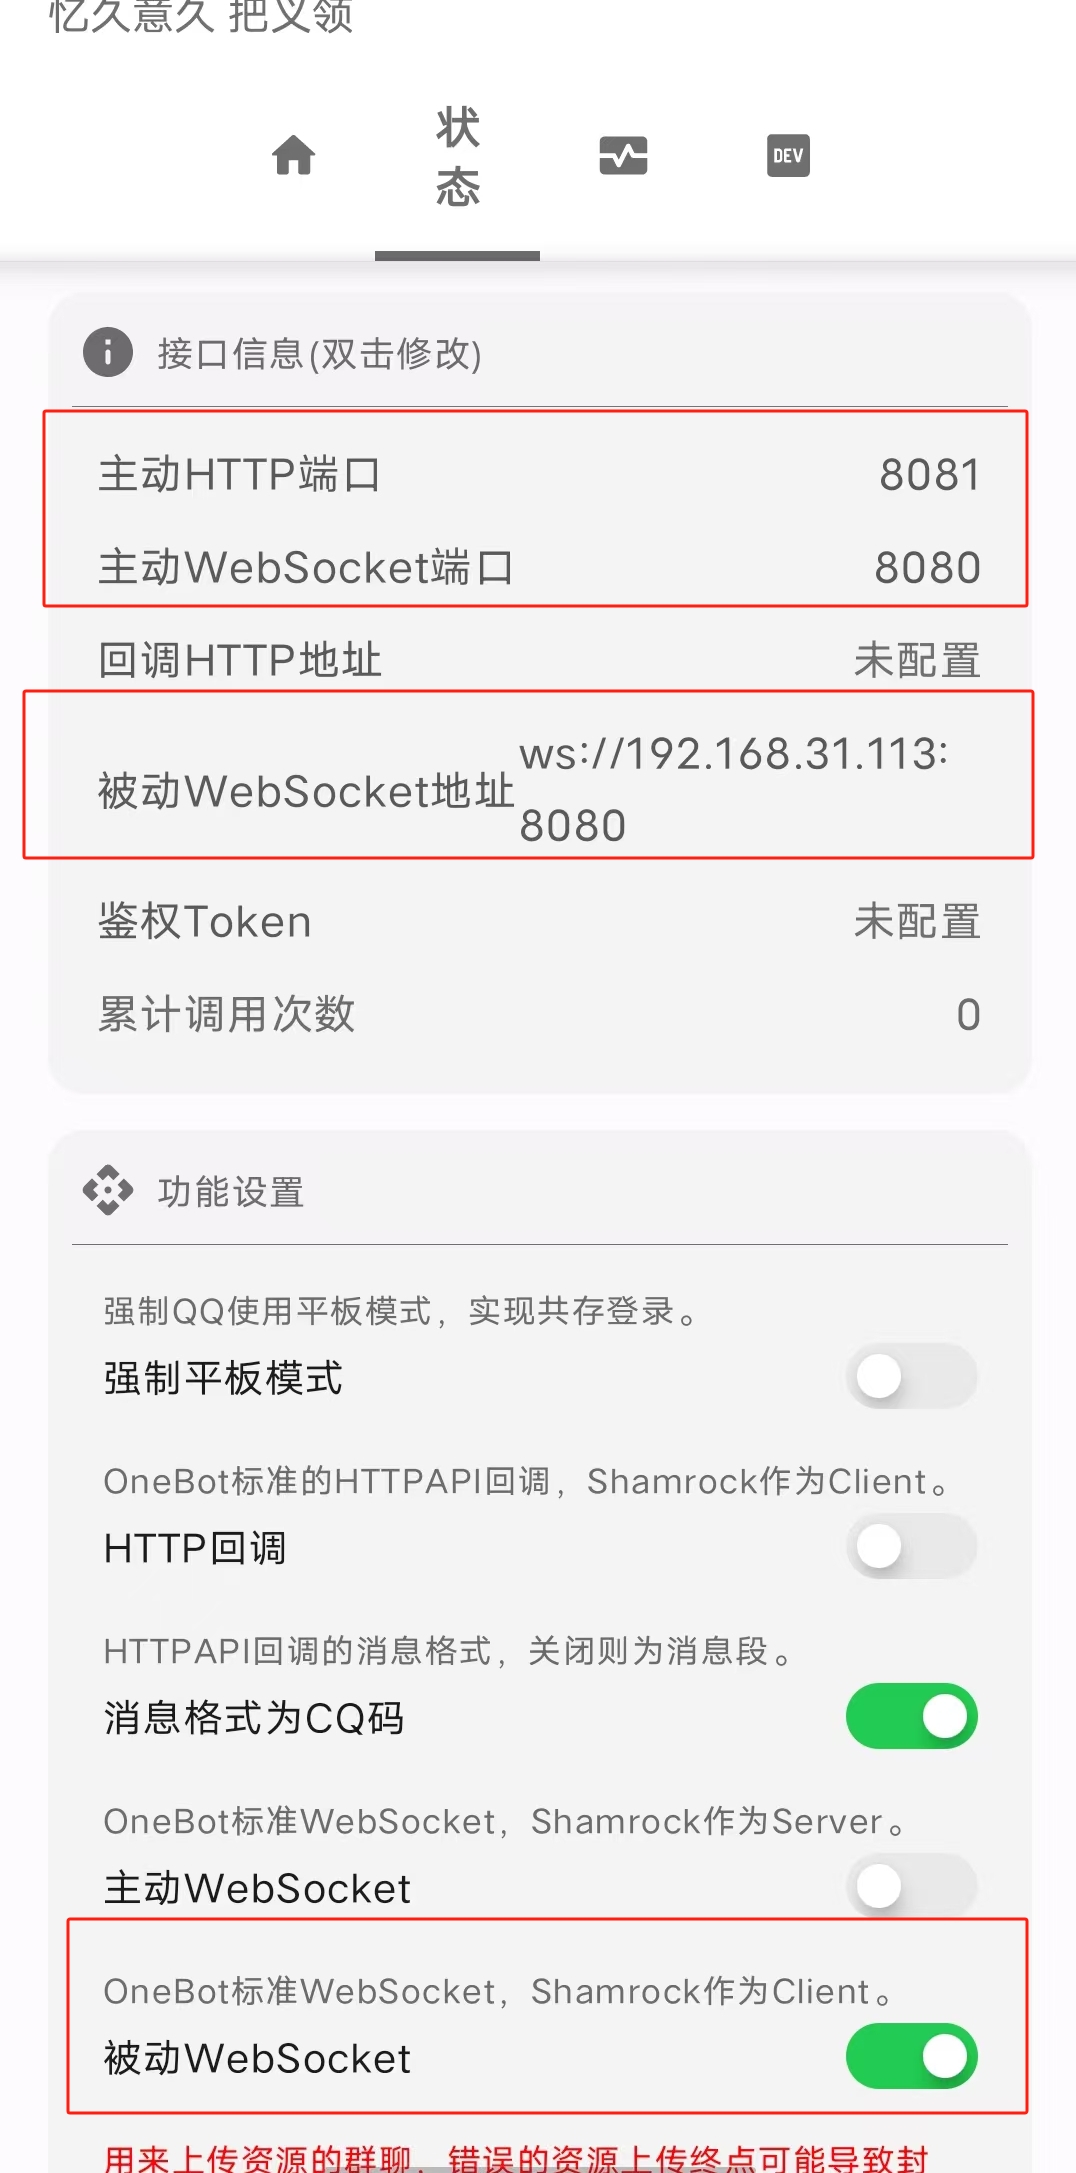 忆久意久 把义领
状
态
DEV
接口信息(双击修改)
主动HTTP端口 8081
主动WebSocket端口 8080
回调HTTP地址 未配置
被动WebSocket地址 ws://192.168.31.113:
8080
鉴权Token 未配置
累计调用次数 0
功能设置
强制QQ使用平板模式，实现共存登录。
强制平板模式
OneBot标准的HTTPAPI回调，Shamrock作为Client。
HTTP回调
HTTPAPI回调的消息格式，关闭则为消息段。
消息格式为CQ码
OneBot标准WebSocket，Shamrock作为Server。
主动WebSocket
OneBot标准WebSocket，Shamrock作为Client。
被动WebSocket
用来上传资源的群聊，错误的资源上传终点可能导致封